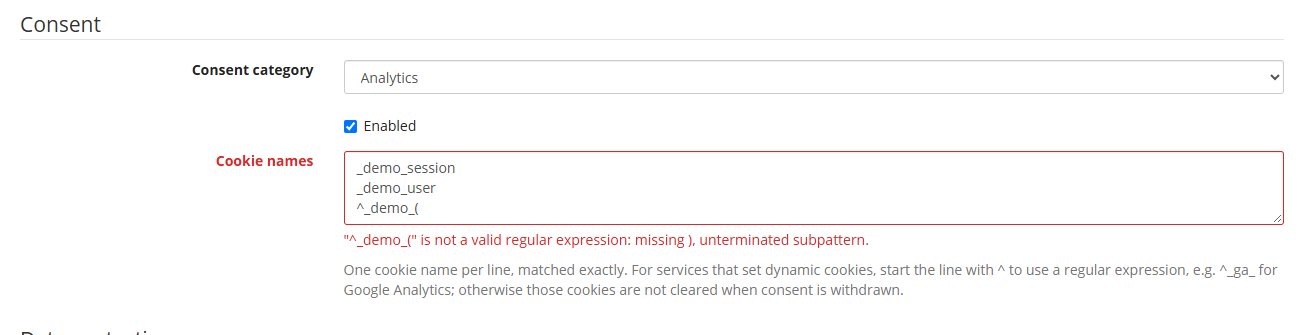 Consent
Consent category
Analytics
Enabled
Cookie names
_demo_session
_demo_user
^_demo_(
"^_demo_(" is not a valid regular expression: missing ), unterminated subpattern.
One cookie name per line, matched exactly. For services that set dynamic cookies, start the line with ^ to use a regular expression, e.g. ^_ga_ for
Google Analytics; otherwise those cookies are not cleared when consent is withdrawn.